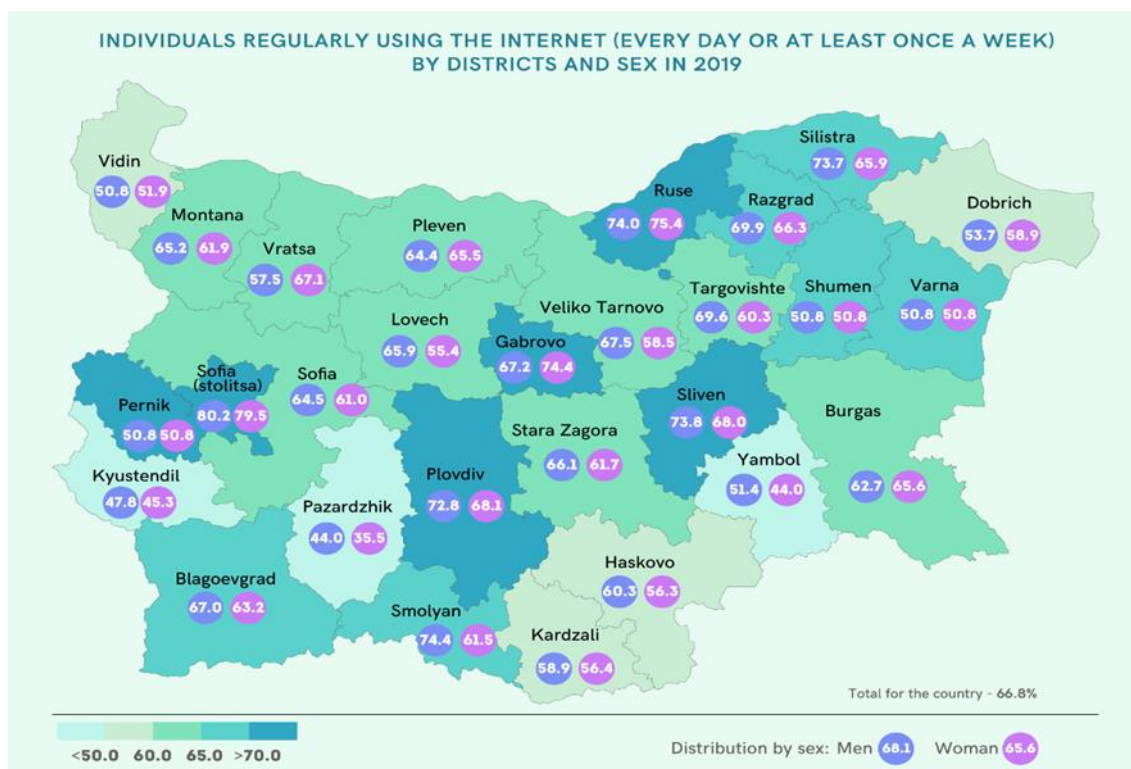 INDIVIDUALS REGULARLY USING THE INTERNET (EVERY DAY OR AT LEAST ONCE A WEEK)
BY DISTRICTS AND SEX IN 2019
Silistra
73.7 65.9
Vidin
50.8 51.9
Ruse
74.0 75.4
Razgrad
69.9 66.3
Dobrich
53.7 58.9
Montana
65.2 61.9
Pleven
64.4 65.5
Vratsa
57.5 67.1
Targovishte
69.6 60.3
Shumen
50.8 50.8
Varna
50.8 50.8
Veliko Tarnovo
67.5 58.5
Lovech
65.9 55.4
Gabrovo
67.2 74.4
Sofia
(stolitsa)
80.2 79.5
Sofia
64.5 61.0
Pernik
50.8 50.8
Sliven
73.8 68.0
Burgas
62.7 65.6
Stara Zagora
66.1 61.7
Yambol
51.4 44.0
Kyustendil
47.8 45.3
Plovdiv
72.8 68.1
Pazardzhik
44.0 35.5
Haskovo
60.3 56.3
Blagoevgrad
67.0 63.2
Smolyan
74.4 61.5
Kardzali
58.9 56.4
Total for the country - 66.8%
<50.0 60.0 65.0 >70.0
Distribution by sex: Men 68.1 Woman 65.6